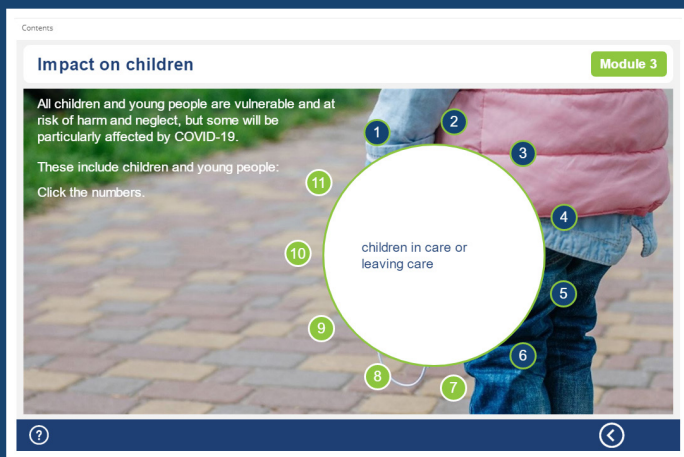 Contents
Impact on children
Module 3
All children and young people are vulnerable and at
risk of harm and neglect, but some will be
particularly affected by COVID-19.
These include children and young people:
Click the numbers.
1
2
3
4
5
6
7
8
9
10
11
children in care or
leaving care
?